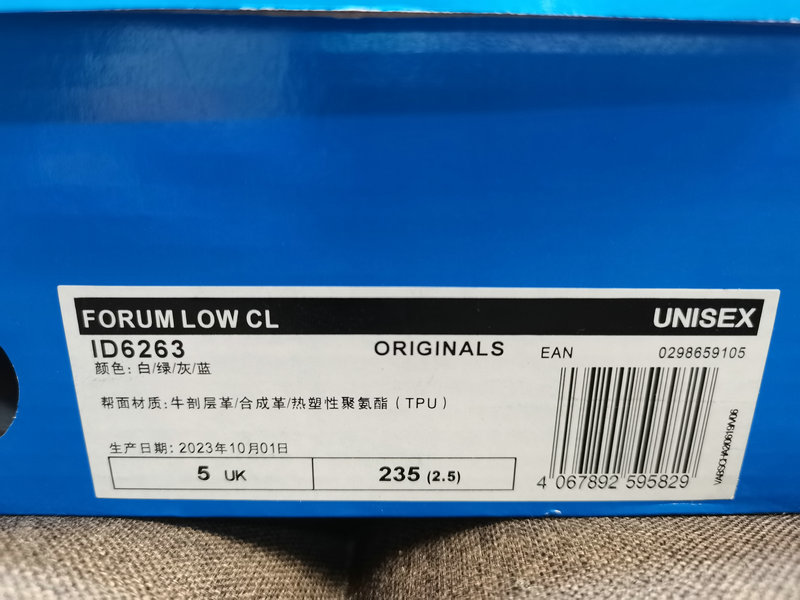 FORUM LOW CL UNISEX
ID6263 ORIGINALS EAN 0298659105
颜色: 白/绿/灰/蓝
帮面材质: 牛剖层革/合成革/热塑性聚氨酯（TPU）
生产日期: 2023年10月01日
5 UK 235 (2.5)
4 067892 595829